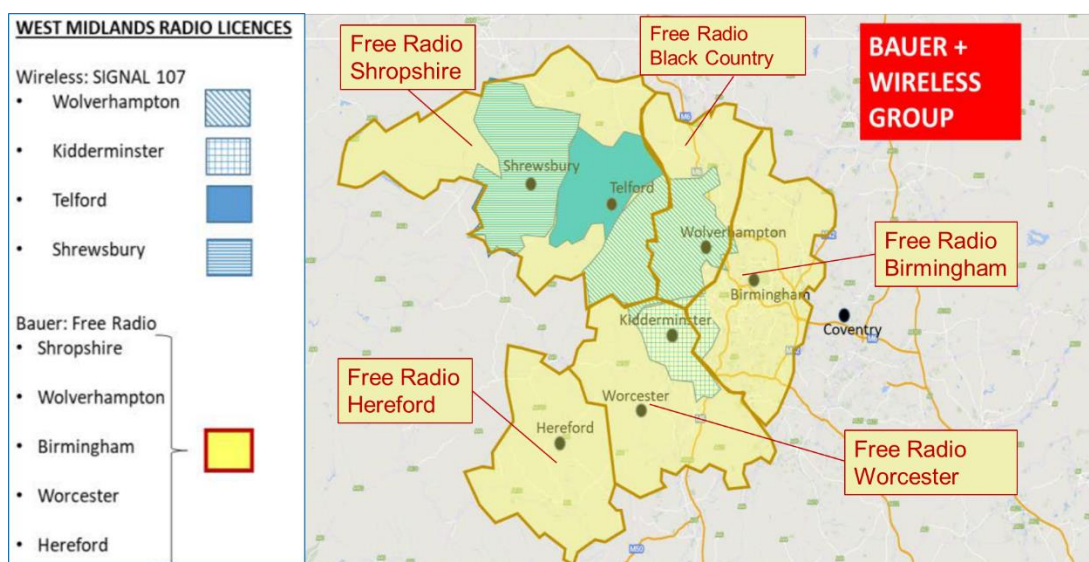 WEST MIDLANDS RADIO LICENCES
Wireless: SIGNAL 107
• Wolverhampton
• Kidderminster
• Telford
• Shrewsbury
Bauer: Free Radio
• Shropshire
• Wolverhampton
• Birmingham
• Worcester
• Hereford
Free Radio
Shropshire
Free Radio
Black Country
BAUER +
WIRELESS
GROUP
Shrewsbury
Telford
Wolverhampton
Free Radio
Birmingham
Birmingham
Kidderminster
Coventry
Free Radio
Hereford
Worcester
Hereford
Free Radio
Worcester
M50